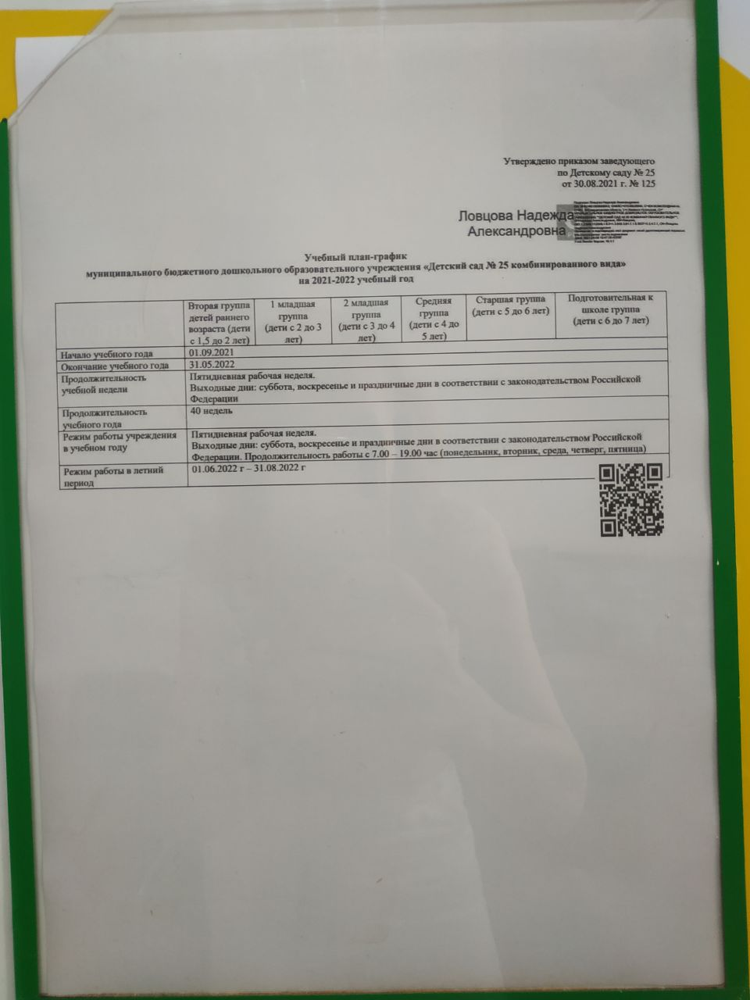 Утверждено приказом заведующего
по Детскому саду № 25
от 30.08.2021 г. № 125
Ловцова Надежда
Александровна
Учебный план-график
муниципального бюджетного дошкольного образовательного учреждения «Детский сад № 25 комбинированного вида»
на 2021-2022 учебный год
Вторая группа
детей раннего
возраста (дети
с 1,5 до 2 лет)
1 младшая
группа
(дети с 2 до 3
лет)
2 младшая
группа
(дети с 3 до 4
лет)
Средняя
группа
(дети с 4 до
5 лет)
Старшая группа
(дети с 5 до 6 лет)
Подготовительная к
школе группа
(дети с 6 до 7 лет)
Начало учебного года
01.09.2021
Окончание учебного года
31.05.2022
Продолжительность
учебной недели
Пятидневная рабочая неделя.
Выходные дни: суббота, воскресенье и праздничные дни в соответствии с законодательством Российской
Федерации
Продолжительность
учебного года
40 недель
Режим работы учреждения
в учебном году
Пятидневная рабочая неделя.
Выходные дни: суббота, воскресенье и праздничные дни в соответствии с законодательством Российской
Федерации. Продолжительность работы с 7.00 – 19.00 час (понедельник, вторник, среда, четверг, пятница)
Режим работы в летний
период
01.06.2022 г – 31.08.2022 г